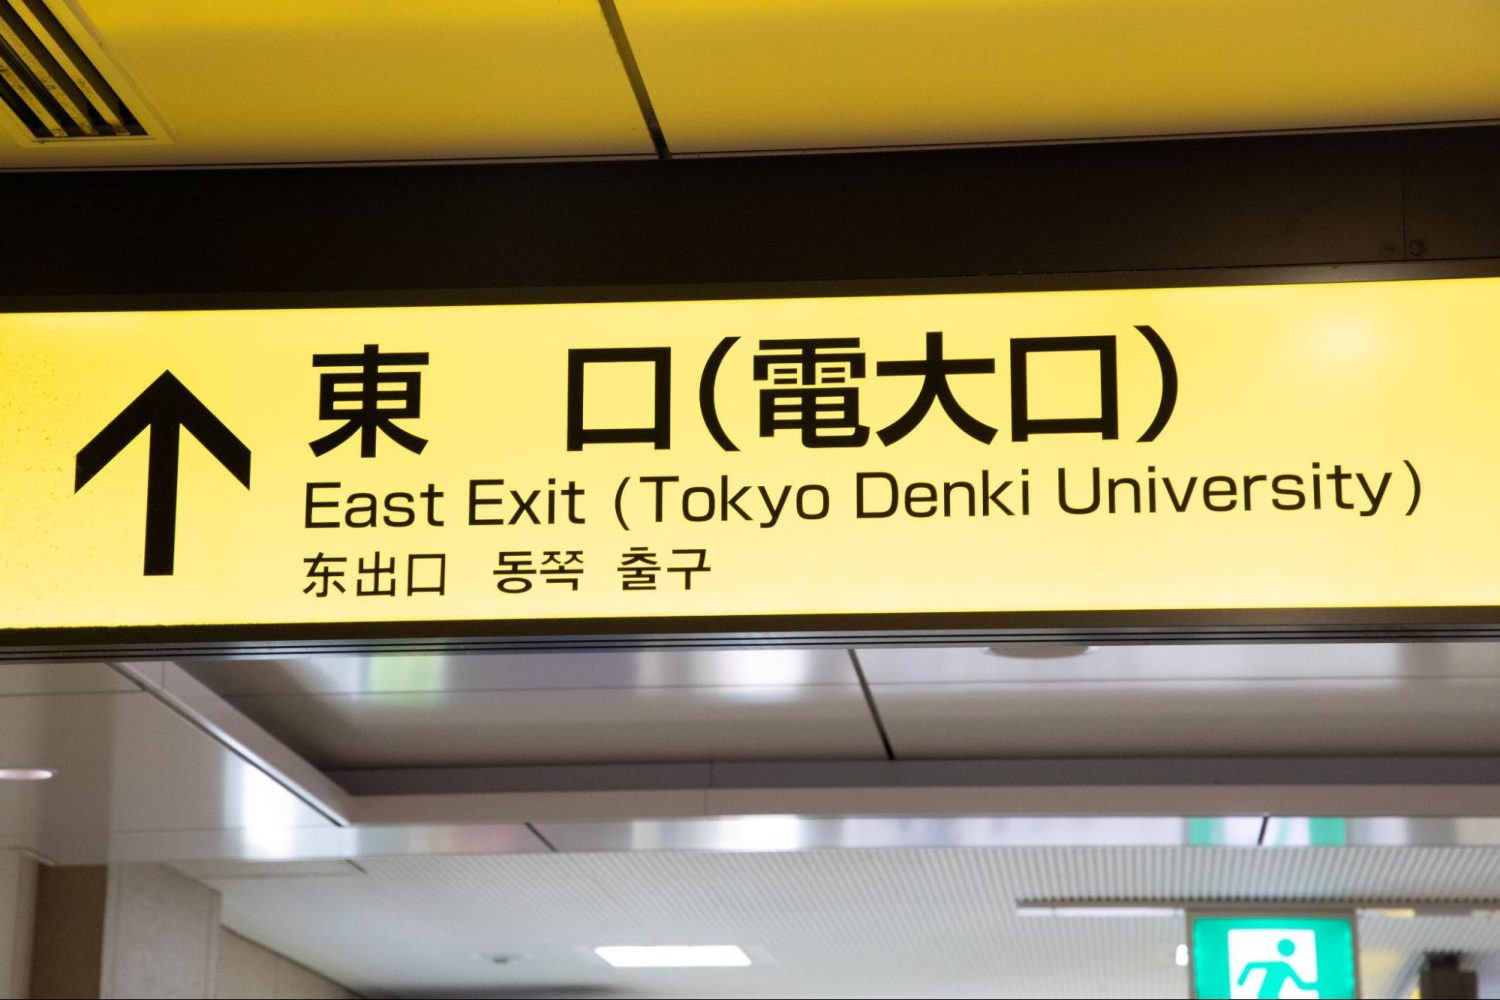 東 口(電大口)
East Exit (Tokyo Denki University)
东出口 동쪽 출구